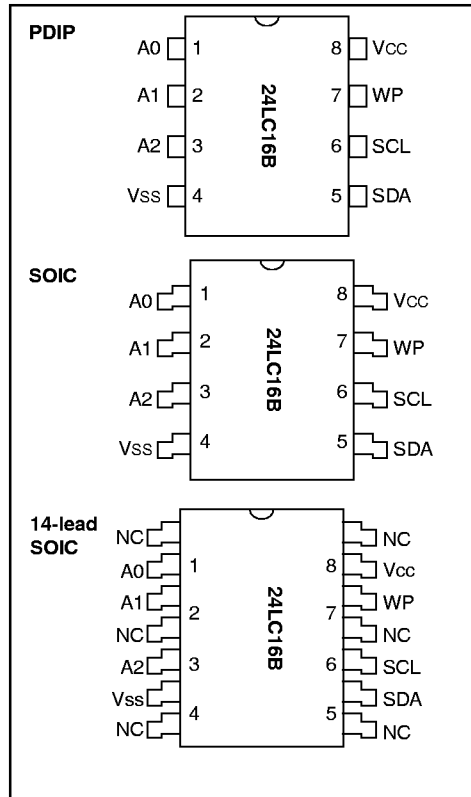 PDIP
A0 1 8 VCC
A1 2 7 WP
A2 3 6 SCL
VSS 4 5 SDA
24LC16B
SOIC
A0 1 8 VCC
A1 2 7 WP
A2 3 6 SCL
VSS 4 5 SDA
24LC16B
14-lead
SOIC
NC NC
A0 1 8 VCC
A1 WP
2 7
NC NC
A2 3 6 SCL
VSS SDA
4 5
NC NC
24LC16B